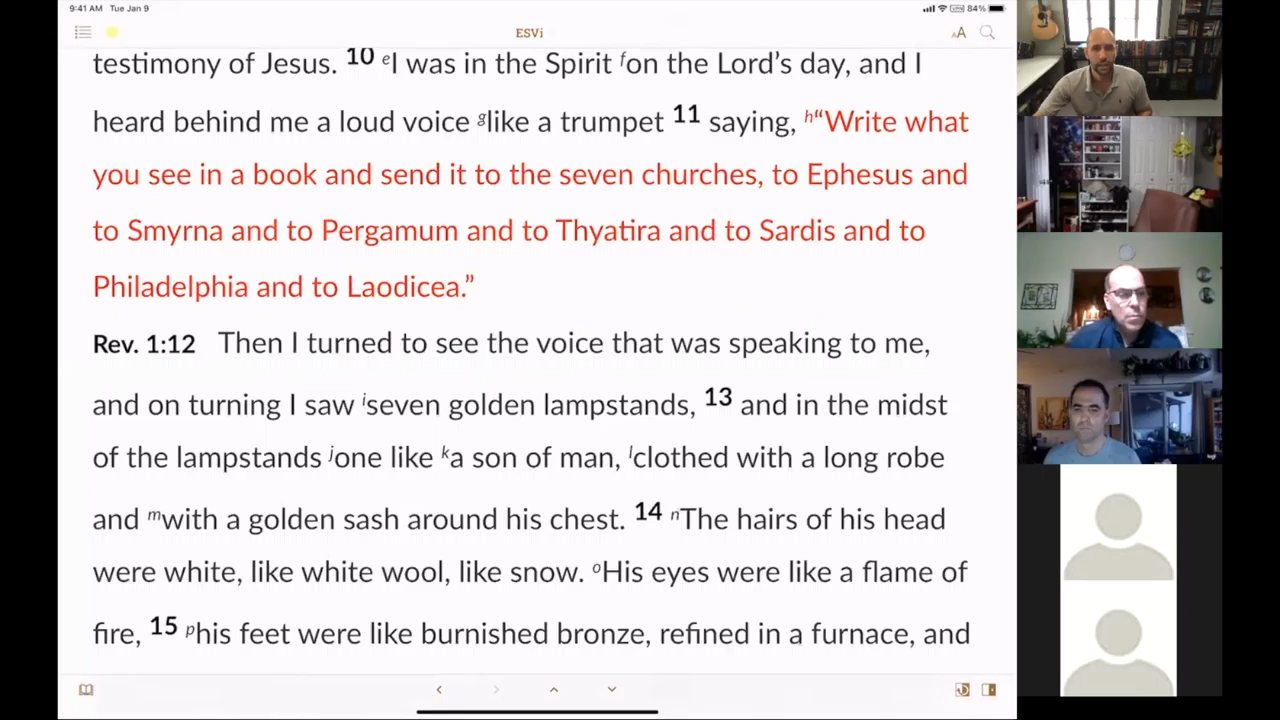 9:41 AM Tue Jan 9
VPN 84%
ESVi
AA
testimony of Jesus. 10 eI was in the Spirit fon the Lord’s day, and I
heard behind me a loud voice glike a trumpet 11 saying, h“Write what
you see in a book and send it to the seven churches, to Ephesus and
to Smyrna and to Pergamum and to Thyatira and to Sardis and to
Philadelphia and to Laodicea.”
Rev. 1:12 Then I turned to see the voice that was speaking to me,
and on turning I saw iseven golden lampstands, 13 and in the midst
of the lampstands jone like ka son of man, lclothed with a long robe
and mwith a golden sash around his chest. 14 nThe hairs of his head
were white, like white wool, like snow. oHis eyes were like a flame of
fire, 15 phis feet were like burnished bronze, refined in a furnace, and